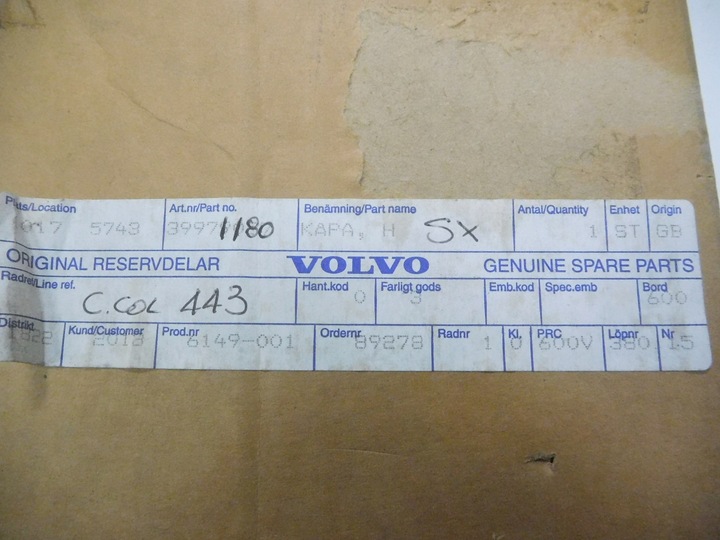 Plats/Location Art.nr/Part no. Benämning/Part name Antal/Quantity Enhet Origin
5743 1180 KAPA, H SX 1 ST GB
ORIGINAL RESERVDELAR VOLVO GENUINE SPARE PARTS
Radref/Line ref. Hant.kod Farligt gods Emb.kod Spec.emb Bord
C.COL 443 0 3 600
Distrikt Kund/Customer Prod.nr Ordernr Radnr Kl. PRC Löpnr Nr
1822 2013 6149-001 89278 1 0 600V 380 15